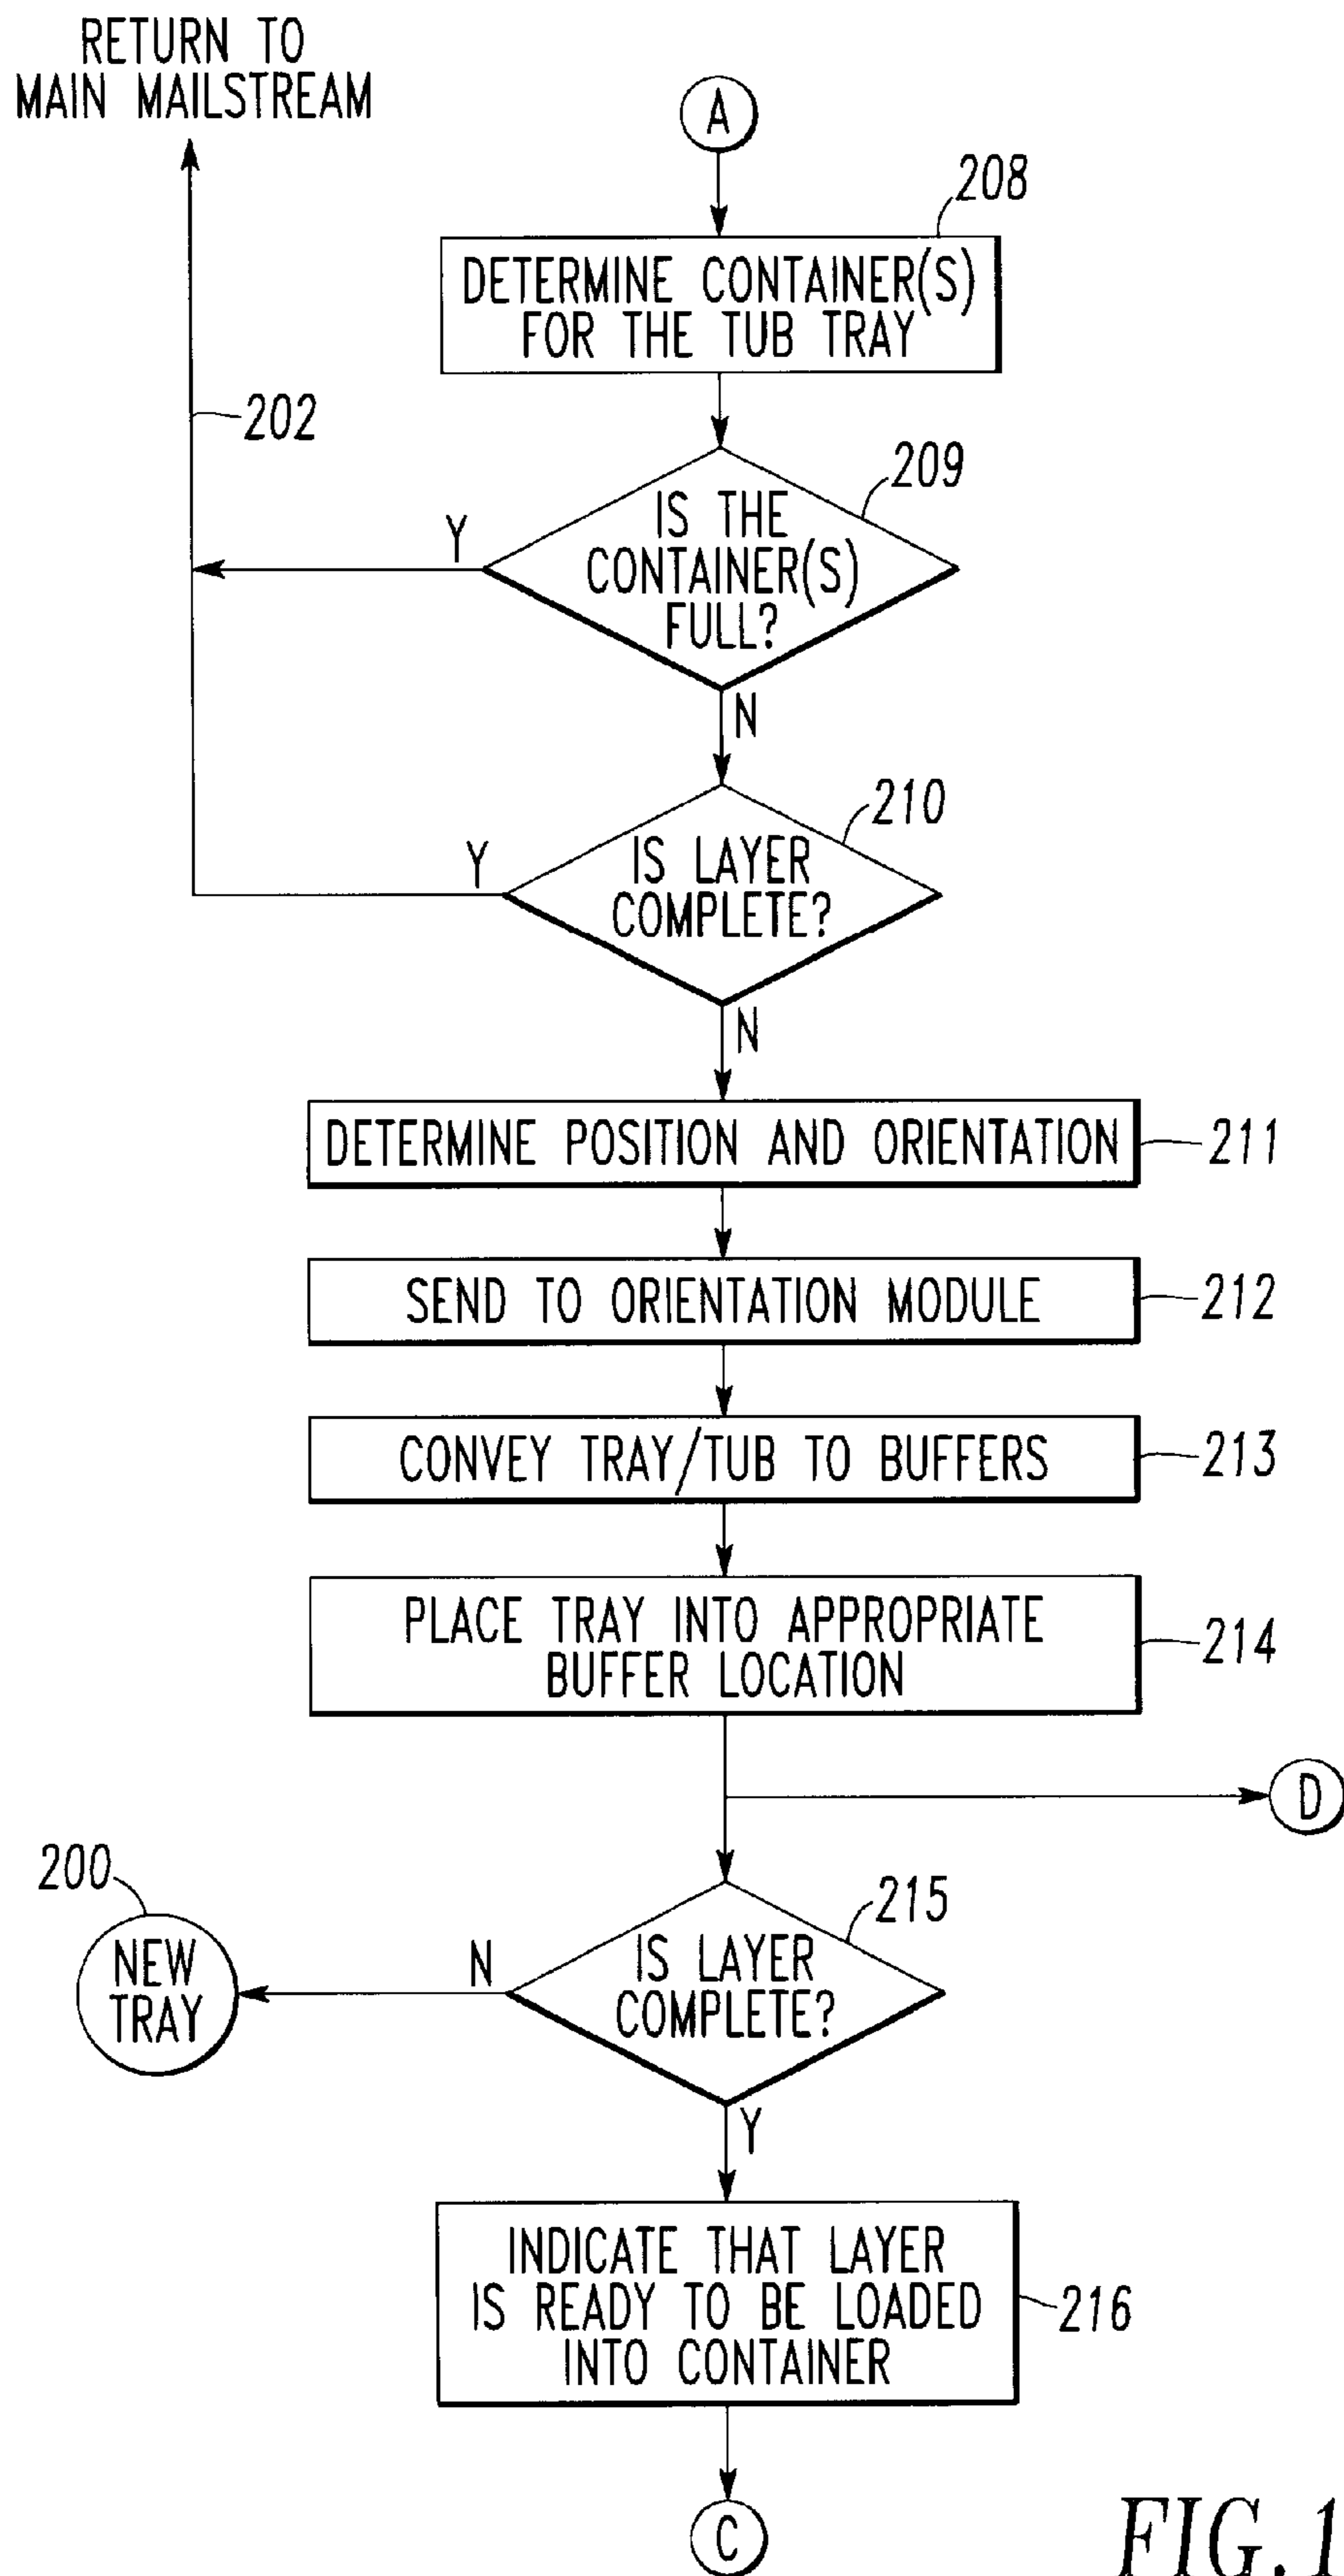 RETURN TO
MAIN MAILSTREAM
A
208
DETERMINE CONTAINER(S)
FOR THE TUB TRAY
202
209
IS THE
CONTAINER(S)
FULL?
Y
N
210
IS LAYER
COMPLETE?
Y
N
DETERMINE POSITION AND ORIENTATION
211
SEND TO ORIENTATION MODULE
212
CONVEY TRAY/TUB TO BUFFERS
213
PLACE TRAY INTO APPROPRIATE
BUFFER LOCATION
214
D
200
NEW
TRAY
N
215
IS LAYER
COMPLETE?
Y
INDICATE THAT LAYER
IS READY TO BE LOADED
INTO CONTAINER
216
C
FIG. 1